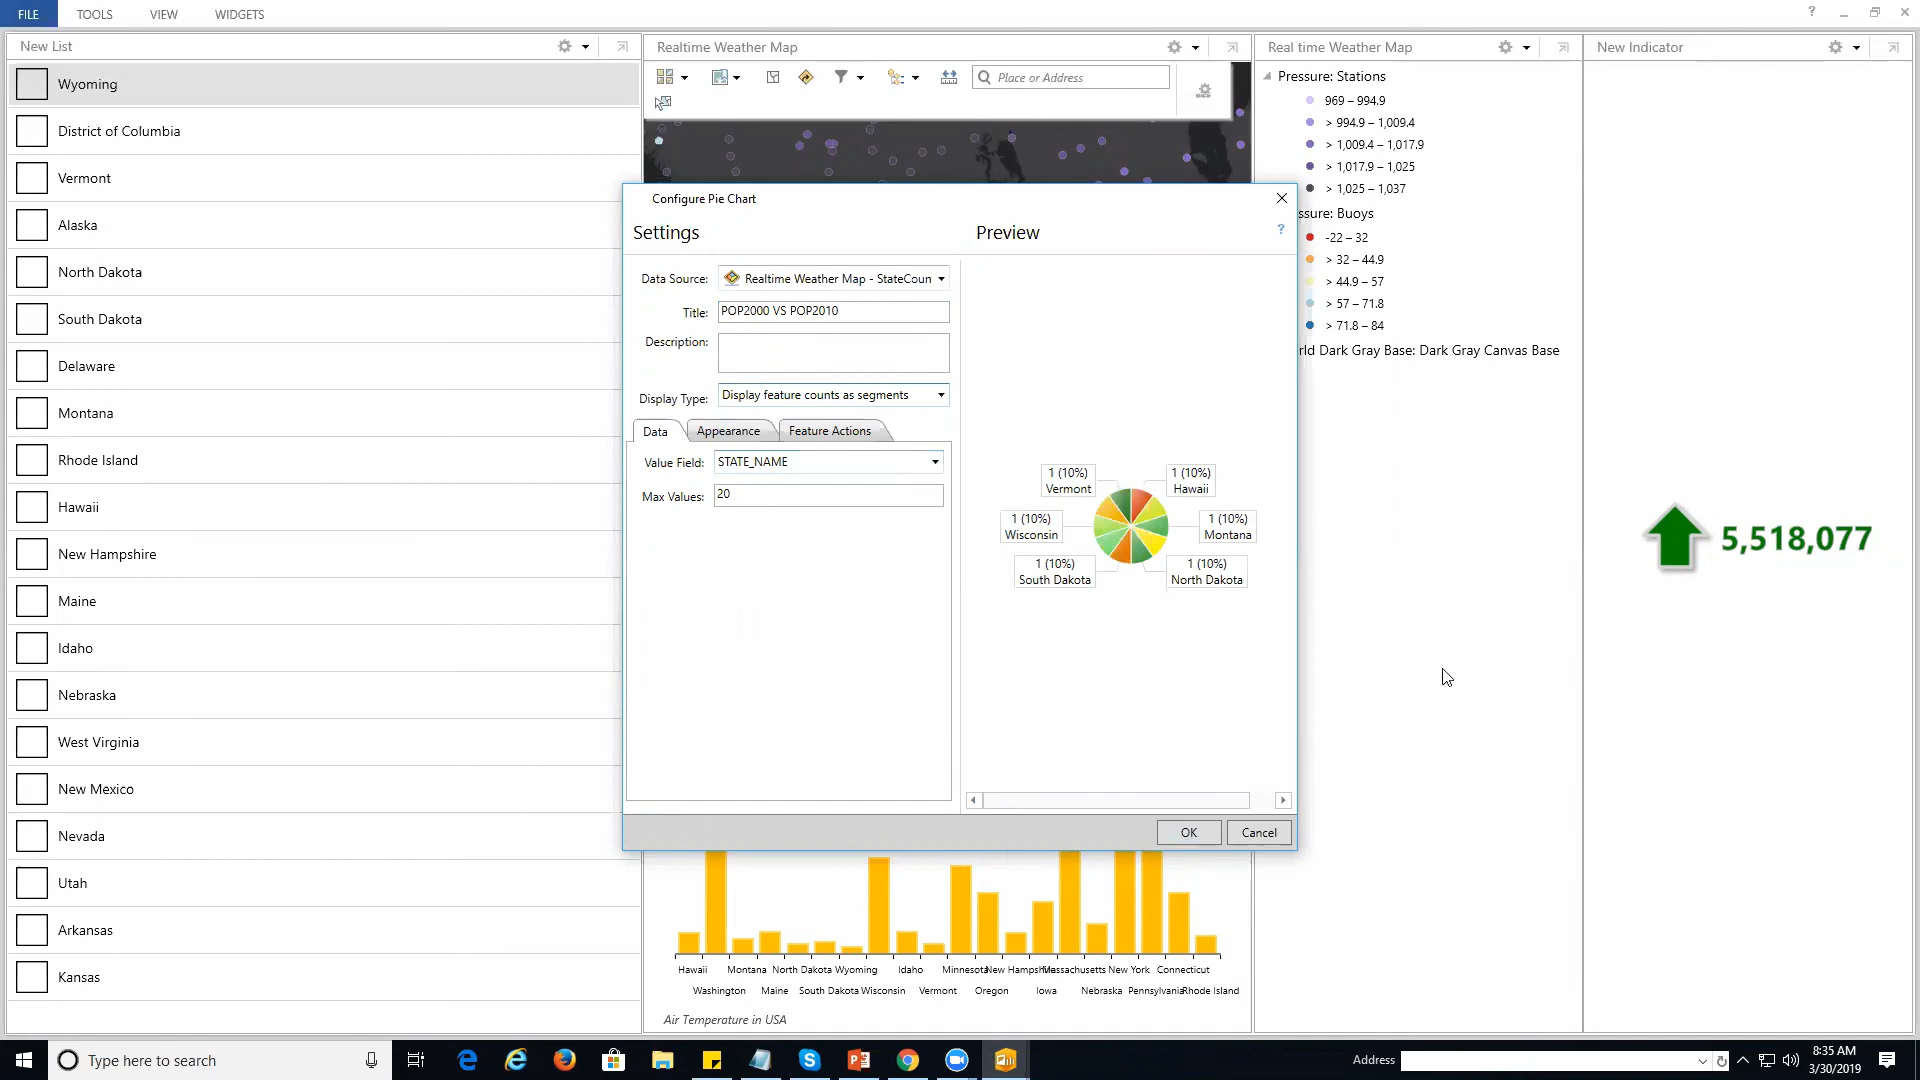 FILE TOOLS VIEW WIDGETS
?
New List
Wyoming
District of Columbia
Vermont
Alaska
North Dakota
South Dakota
Delaware
Montana
Rhode Island
Hawaii
New Hampshire
Maine
Idaho
Nebraska
West Virginia
New Mexico
Nevada
Utah
Arkansas
Kansas
Realtime Weather Map
Place or Address
Configure Pie Chart
Settings
Preview
?
Data Source: Realtime Weather Map - StateCoun
Title: POP2000 VS POP2010
Description:
Display Type: Display feature counts as segments
Data Appearance Feature Actions
Value Field: STATE_NAME
Max Values: 20
1 (10%)
Vermont
1 (10%)
Hawaii
1 (10%)
Wisconsin
1 (10%)
Montana
1 (10%)
South Dakota
1 (10%)
North Dakota
OK Cancel
Hawaii Montana North Dakota Wyoming Idaho Minnesota New Hampshire Massachusetts New York Connecticut
Washington Maine South Dakota Wisconsin Vermont Oregon Iowa Nebraska Pennsylvania Rhode Island
Air Temperature in USA
Real time Weather Map
Pressure: Stations
969 – 994.9
> 994.9 – 1,009.4
> 1,009.4 – 1,017.9
> 1,017.9 – 1,025
> 1,025 – 1,037
ssure: Buoys
-22 – 32
> 32 – 44.9
> 44.9 – 57
> 57 – 71.8
> 71.8 – 84
rld Dark Gray Base: Dark Gray Canvas Base
New Indicator
5,518,077
Type here to search
Address
8:35 AM
3/30/2019